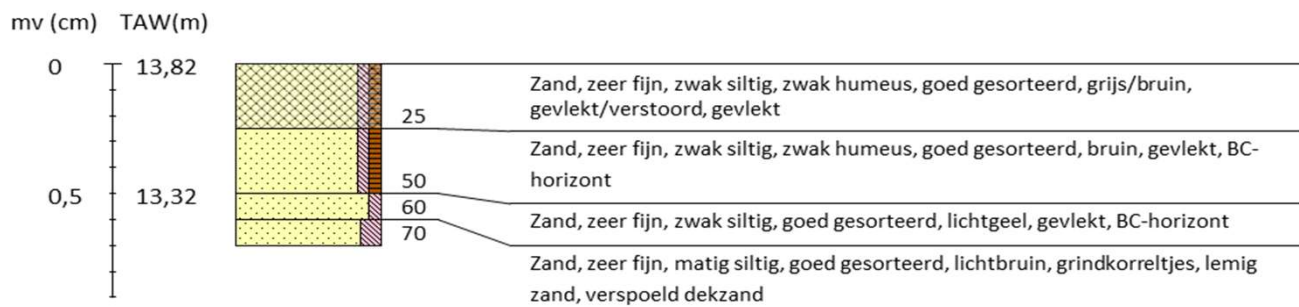 mv (cm) TAW(m)
0 13,82
Zand, zeer fijn, zwak siltig, zwak humeus, goed gesorteerd, grijs/bruin,
gevlekt/verstoord, gevlekt
25
Zand, zeer fijn, zwak siltig, zwak humeus, goed gesorteerd, bruin, gevlekt, BC-
horizont
50
0,5 13,32
60
Zand, zeer fijn, zwak siltig, goed gesorteerd, lichtgeel, gevlekt, BC-horizont
70
Zand, zeer fijn, matig siltig, goed gesorteerd, lichtbruin, grindkorreltjes, lemig
zand, verspoeld dekzand